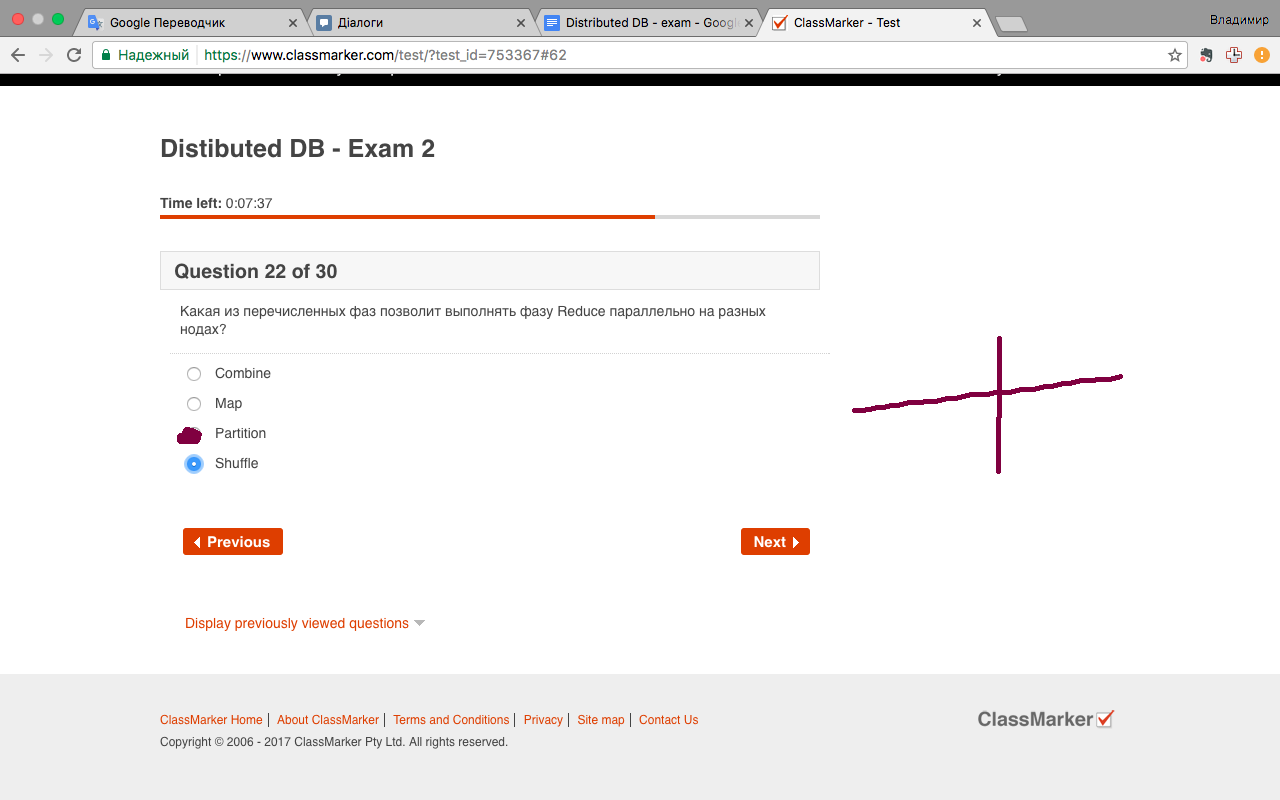 Google Переводчик
Діалоги
Distributed DB - exam - Googl
ClassMarker - Test
Владимир
Надежный
https://www.classmarker.com/test/?test_id=753367#62
Distibuted DB - Exam 2
Time left: 0:07:37
Question 22 of 30
Какая из перечисленных фаз позволит выполнять фазу Reduce параллельно на разных
нодах?
Combine
Map
Partition
Shuffle
Previous
Next
Display previously viewed questions
ClassMarker Home | About ClassMarker | Terms and Conditions | Privacy | Site map | Contact Us
ClassMarker
Copyright © 2006 - 2017 ClassMarker Pty Ltd. All rights reserved.